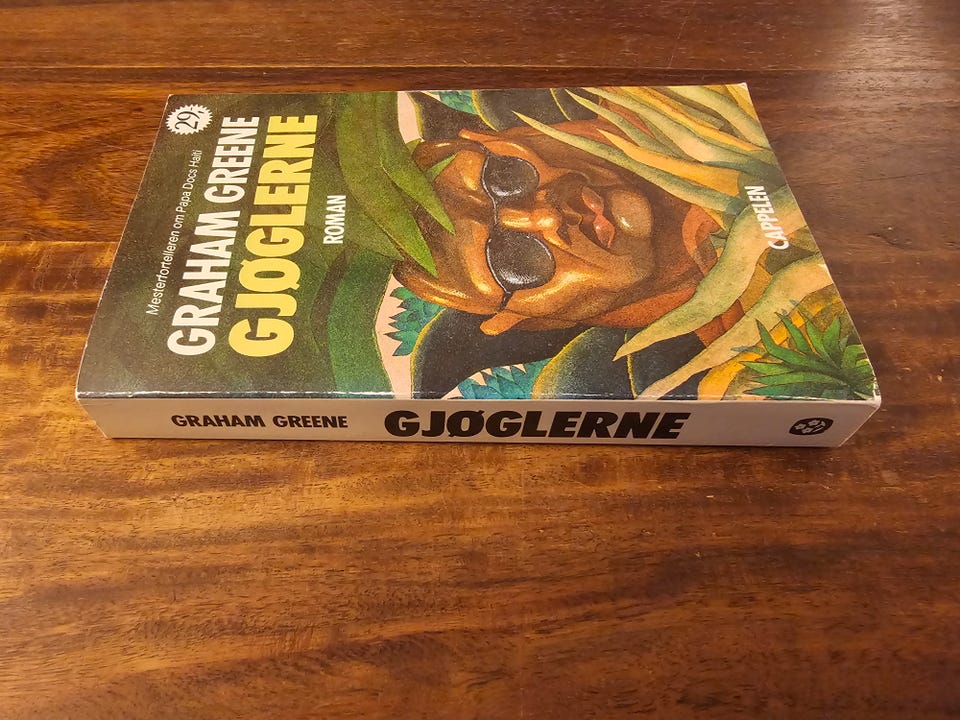 29,-
Mesterfortelleren om Papa Docs Haiti
GRAHAM GREENE
GJØGLERNE
ROMAN
CAPPELEN
GRAHAM GREENE GJØGLERNE